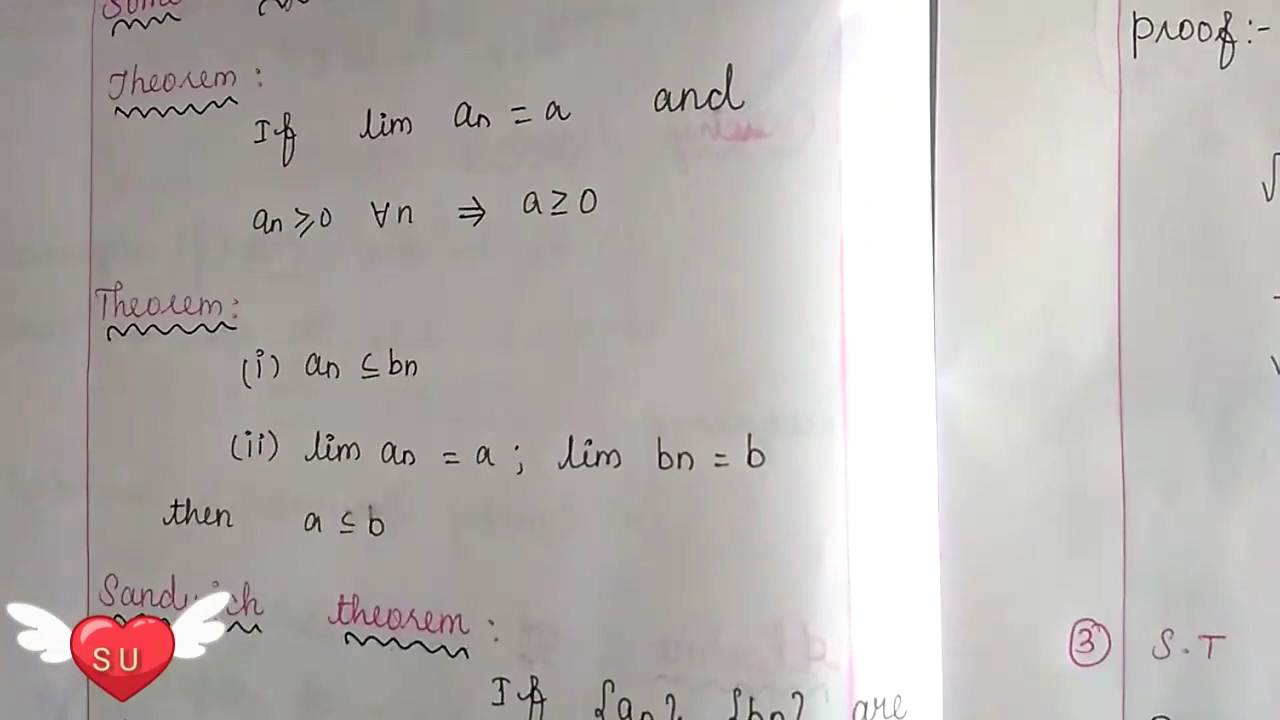 Theorem :
If lim an = a and
an ≥ 0 ∀n ⇒ a ≥ 0
Theorem :
(i) an ≤ bn
(ii) lim an = a ; lim bn = b
then a ≤ b
Sandwich theorem :
If {an}, {bn} are
SU
proof :-
③ S.T